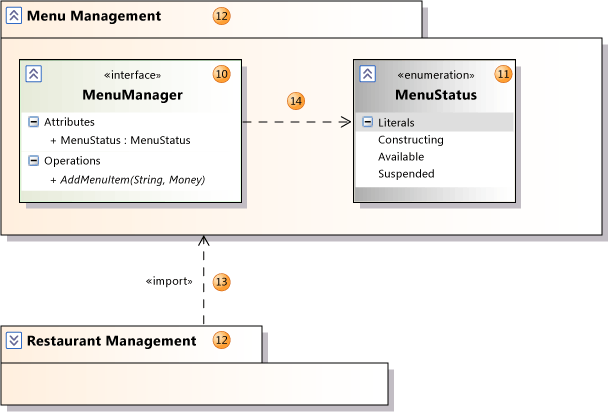 Menu Management 12
«interface» 10
MenuManager
Attributes
+ MenuStatus : MenuStatus
Operations
+ AddMenuItem(String, Money)
14
«enumeration» 11
MenuStatus
Literals
Constructing
Available
Suspended
«import» 13
Restaurant Management 12